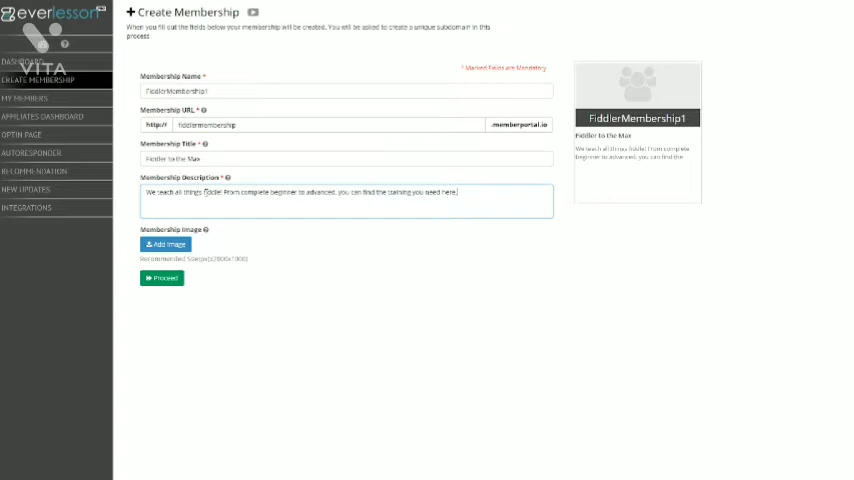 everlesson
+ Create Membership
When you fill out the fields below your membership will be created. You will be asked to create a unique subdomain in this
process
VITA
DASHBOARD
CREATE MEMBERSHIP
MY MEMBERS
AFFILIATES DASHBOARD
OPTIN PAGE
AUTORESPONDER
RECOMMENDATION
NEW UPDATES
INTEGRATIONS
* Marked Fields are Mandatory
Membership Name *
FiddlerMembership1
Membership URL *
http:// fiddlermembership .memberportal.io
Membership Title *
Fiddler to the Max
Membership Description *
We teach all things fiddle! From complete beginner to advanced, you can find the training you need here.
Membership Image
Add Image
Recommended Size
Proceed
FiddlerMembership1
Fiddler to the Max
We teach all things fiddle! From complete
beginner to advanced, you can find the